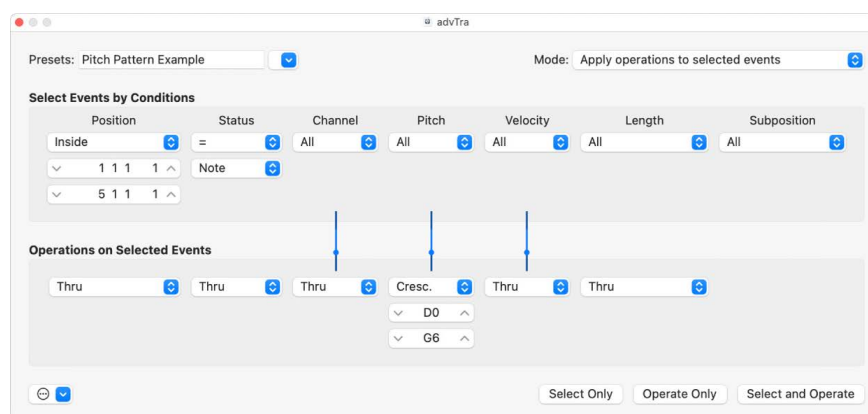 advTra
Presets: Pitch Pattern Example Mode: Apply operations to selected events
Select Events by Conditions
Position Status Channel Pitch Velocity Length Subposition
Inside = All All All All All
1 1 1 1 Note
5 1 1 1
Operations on Selected Events
Thru Thru Thru Cresc. Thru Thru
D0
G6
Select Only Operate Only Select and Operate